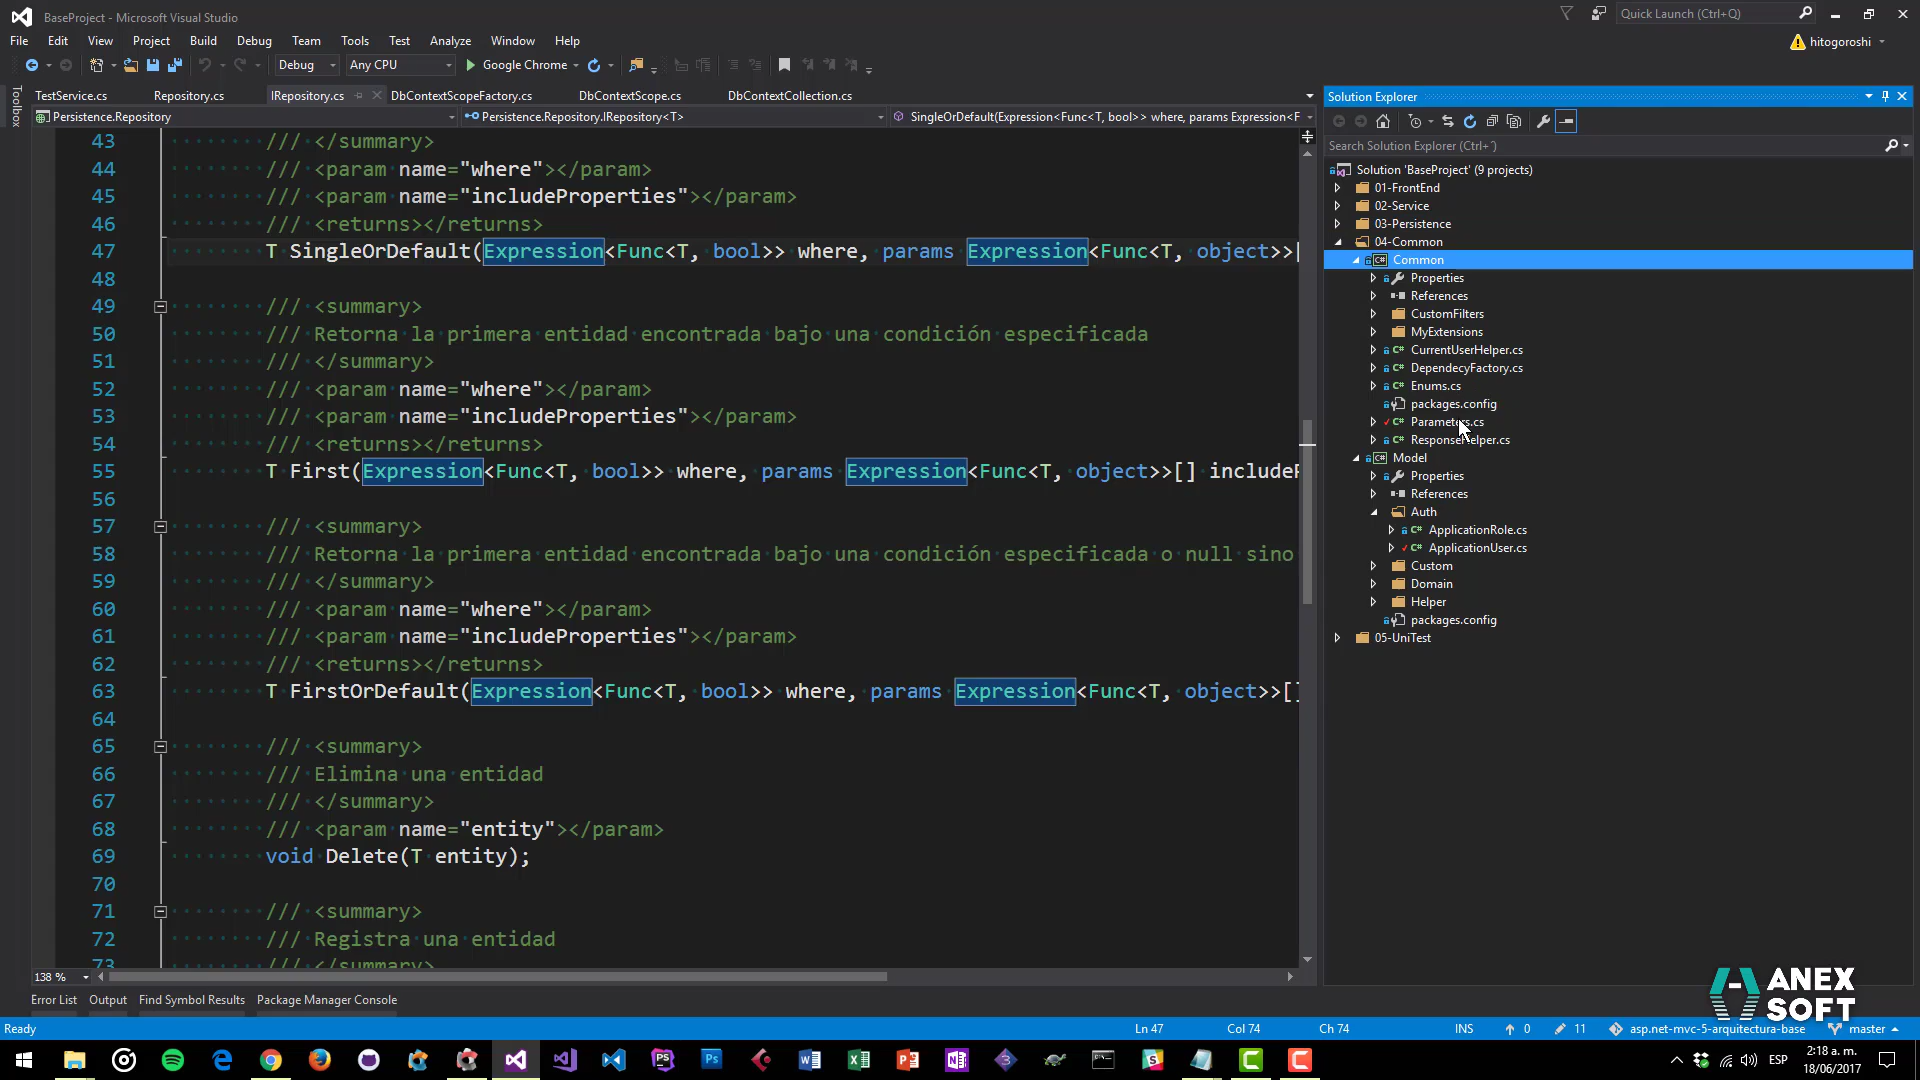 BaseProject - Microsoft Visual Studio
Quick Launch (Ctrl+Q)
File Edit View Project Build Debug Team Tools Test Analyze Window Help
hitogoroshi
Debug Any CPU Google Chrome
Toolbox
TestService.cs Repository.cs IRepository.cs DbContextScopeFactory.cs DbContextScope.cs DbContextCollection.cs
Persistence.Repository Persistence.Repository.IRepository<T> SingleOrDefault(Expression<Func<T, bool>> where, params Expression<F
43 /// </summary>
44 /// <param name="where"></param>
45 /// <param name="includeProperties"></param>
46 /// <returns></returns>
47 T SingleOrDefault(Expression<Func<T, bool>> where, params Expression<Func<T, object>>[
48
49 /// <summary>
50 /// Retorna la primera entidad encontrada bajo una condición especificada
51 /// </summary>
52 /// <param name="where"></param>
53 /// <param name="includeProperties"></param>
54 /// <returns></returns>
55 T First(Expression<Func<T, bool>> where, params Expression<Func<T, object>>[] includeP
56
57 /// <summary>
58 /// Retorna la primera entidad encontrada bajo una condición especificada o null sino
59 /// </summary>
60 /// <param name="where"></param>
61 /// <param name="includeProperties"></param>
62 /// <returns></returns>
63 T FirstOrDefault(Expression<Func<T, bool>> where, params Expression<Func<T, object>>[]
64
65 /// <summary>
66 /// Elimina una entidad
67 /// </summary>
68 /// <param name="entity"></param>
69 void Delete(T entity);
70
71 /// <summary>
72 /// Registra una entidad
73 /// </summary>
138 %
Solution Explorer
Search Solution Explorer (Ctrl+´)
Solution 'BaseProject' (9 projects)
01-FrontEnd
02-Service
03-Persistence
04-Common
Common
Properties
References
CustomFilters
MyExtensions
CurrentUserHelper.cs
DependecyFactory.cs
Enums.cs
packages.config
Parameters.cs
ResponseHelper.cs
Model
Properties
References
Auth
ApplicationRole.cs
ApplicationUser.cs
Custom
Domain
Helper
packages.config
05-UniTest
ANEX
SOFT
Error List Output Find Symbol Results Package Manager Console
Ready Ln 47 Col 74 Ch 74 INS 0 11 asp.net-mvc-5-arquitectura-base master
ESP 2:18 a. m.
18/06/2017